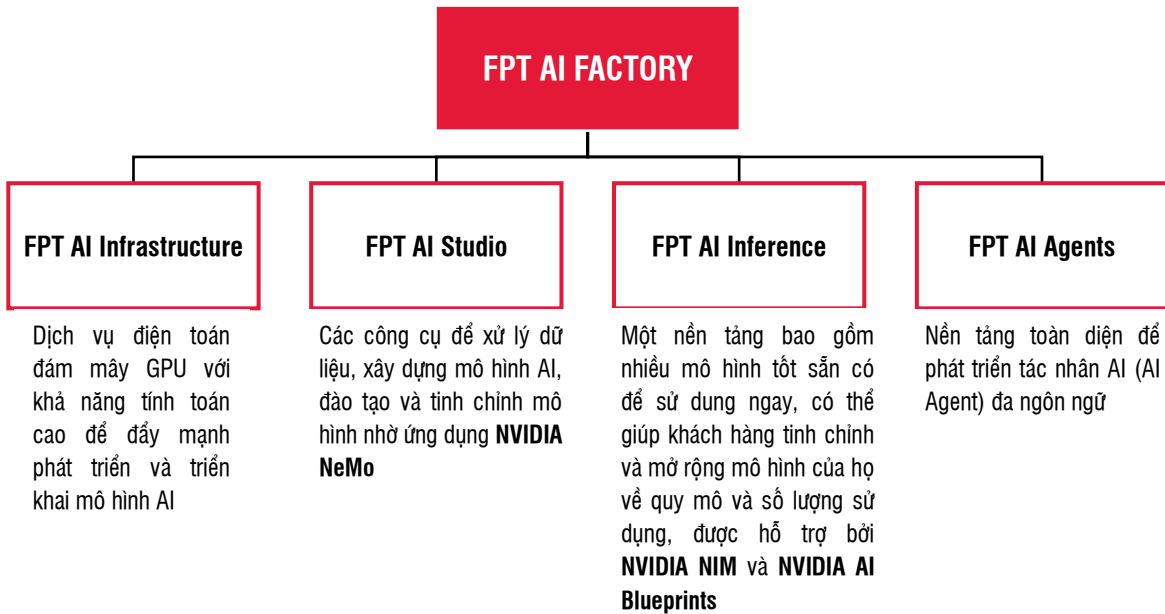 FPT AI FACTORY
FPT AI Infrastructure
Dịch vụ điện toán
đám mây GPU với
khả năng tính toán
cao để đẩy mạnh
phát triển và triển
khai mô hình AI
FPT AI Studio
Các công cụ để xử lý dữ
liệu, xây dựng mô hình AI,
đào tạo và tinh chỉnh mô
hình nhờ ứng dụng NVIDIA
NeMo
FPT AI Inference
Một nền tảng bao gồm
nhiều mô hình tốt sẵn có
để sử dung ngay, có thể
giúp khách hàng tinh chỉnh
và mở rộng mô hình của họ
về quy mô và số lượng sử
dụng, được hỗ trợ bởi
NVIDIA NIM và NVIDIA AI
Blueprints
FPT AI Agents
Nền tảng toàn diện để
phát triển tác nhân AI (AI
Agent) đa ngôn ngữ